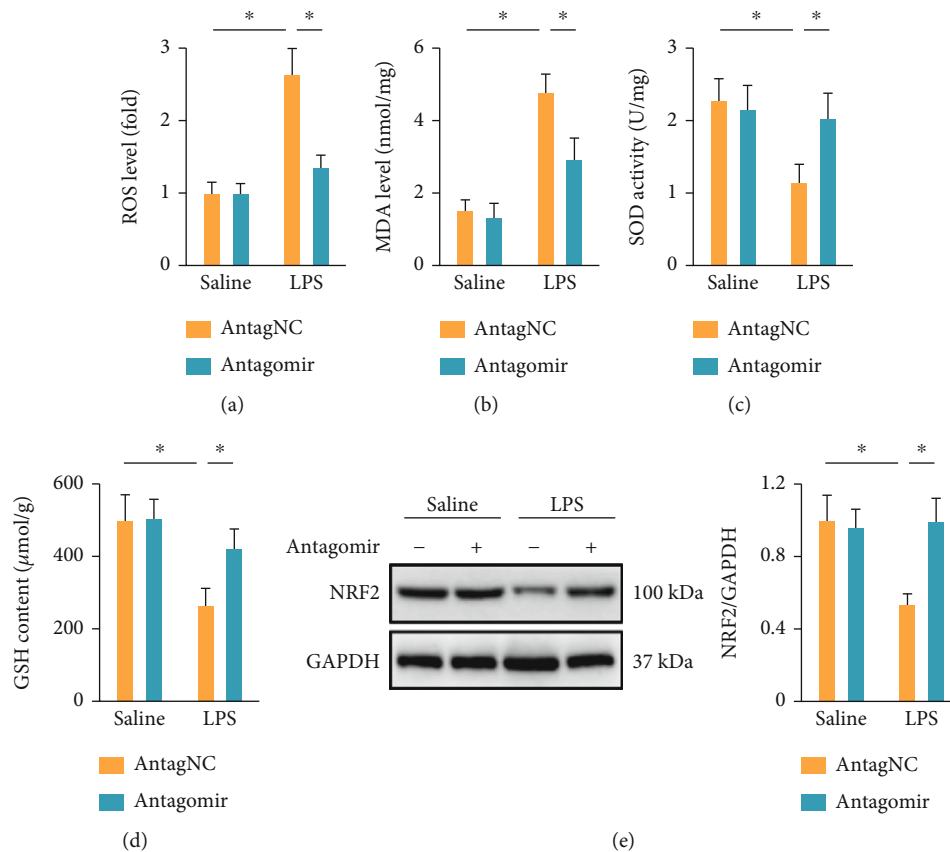 * *
ROS level (fold)
3
2
1
0
Saline LPS
AntagNC
Antagomir
(a)
* *
MDA level (nmol/mg)
6
4
2
0
Saline LPS
AntagNC
Antagomir
(b)
* *
SOD activity (U/mg)
3
2
1
0
Saline LPS
AntagNC
Antagomir
(c)
* *
GSH content (μmol/g)
600
400
200
0
Saline LPS
AntagNC
Antagomir
(d)
Saline LPS
Antagomir − + − +
NRF2 100 kDa
GAPDH 37 kDa
* *
NRF2/GAPDH
1.2
0.8
0.4
0
Saline LPS
AntagNC
Antagomir
(e)